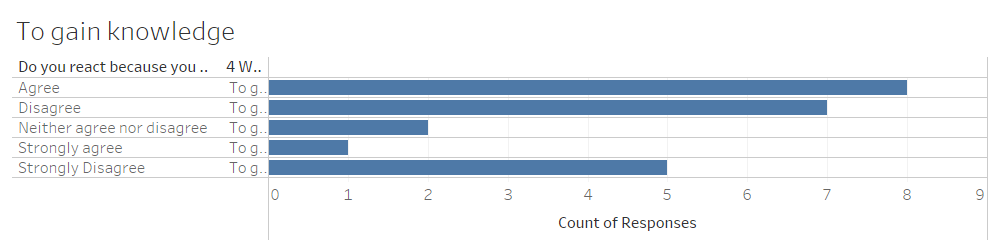 To gain knowledge
Do you react because you .. 4 W..
Agree To g..
Disagree To g..
Neither agree nor disagree To g..
Strongly agree To g..
Strongly Disagree To g..
0 1 2 3 4 5 6 7 8 9
Count of Responses